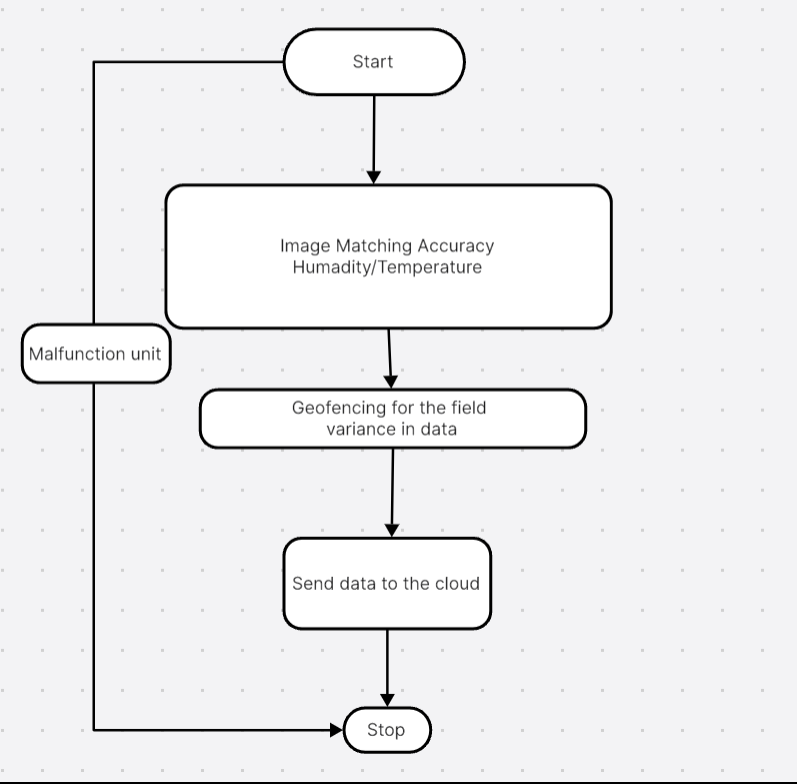 Start
Image Matching Accuracy
Humadity/Temperature
Malfunction unit
Geofencing for the field
variance in data
Send data to the cloud
Stop